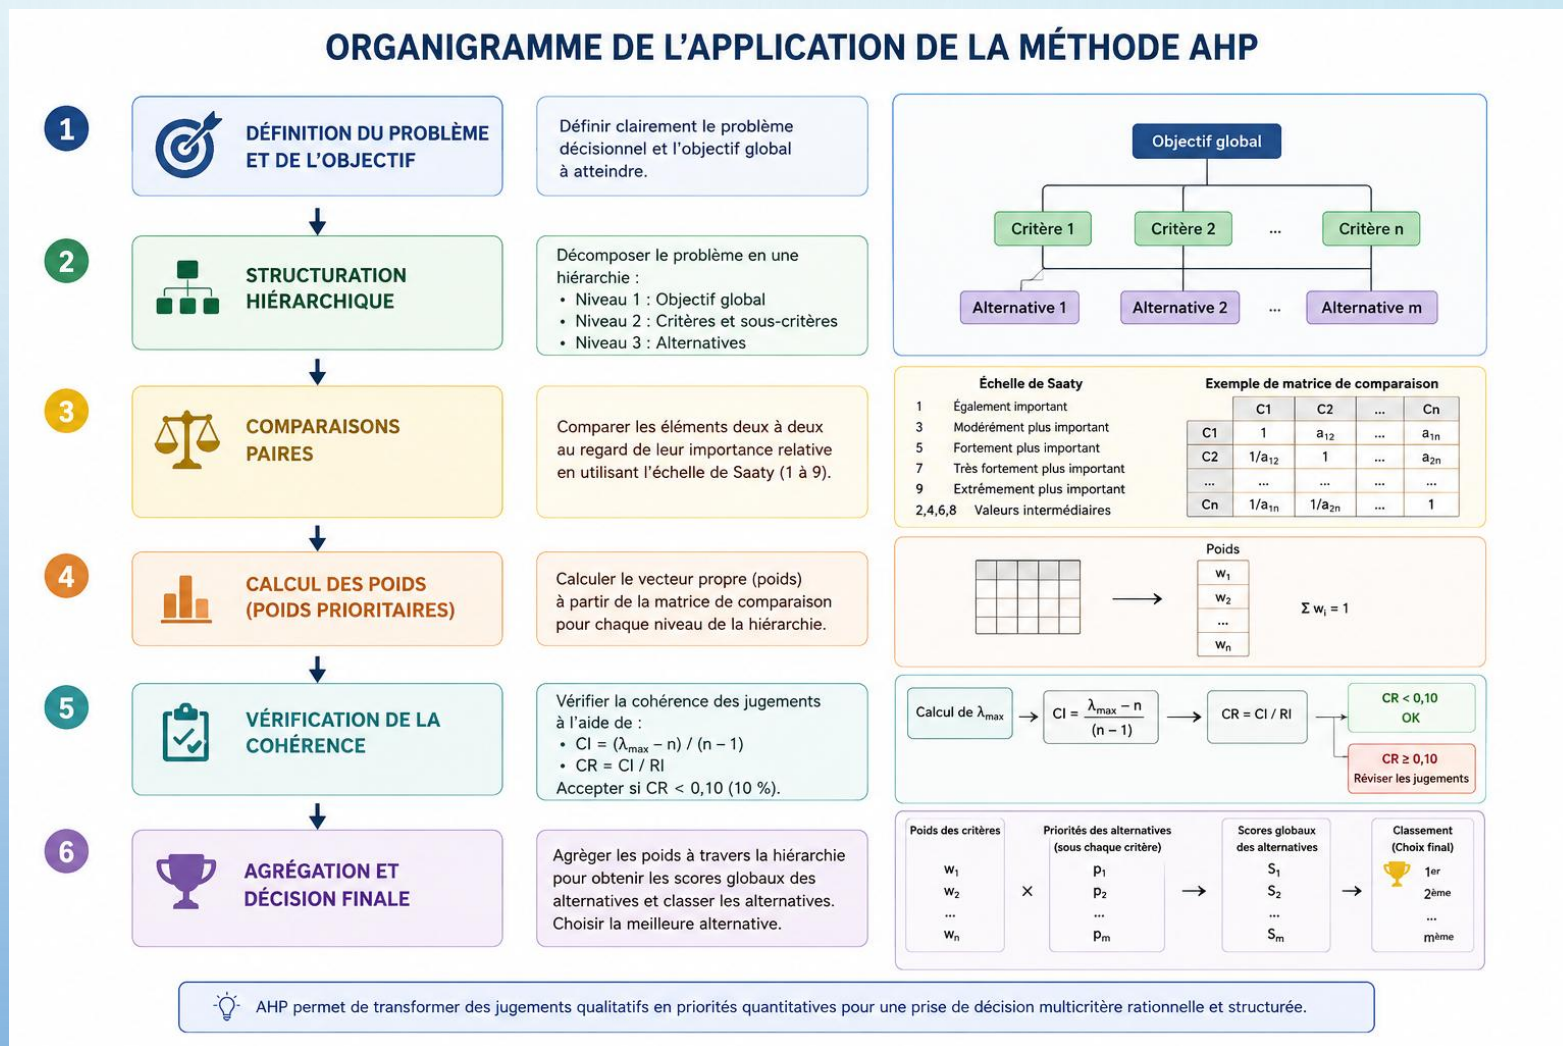 ORGANIGRAMME DE L'APPLICATION DE LA MÉTHODE AHP
1
DÉFINITION DU PROBLÈME
ET DE L'OBJECTIF
Définir clairement le problème
décisionnel et l'objectif global
à atteindre.
Objectif global
Critère 1
Critère 2
...
Critère n
Alternative 1
Alternative 2
...
Alternative m
2
STRUCTURATION
HIÉRARCHIQUE
Décomposer le problème en une
hiérarchie :
• Niveau 1 : Objectif global
• Niveau 2 : Critères et sous-critères
• Niveau 3 : Alternatives
3
COMPARAISONS
PAIRES
Comparer les éléments deux à deux
au regard de leur importance relative
en utilisant l'échelle de Saaty (1 à 9).
Échelle de Saaty
1 Également important
3 Modérément plus important
5 Fortement plus important
7 Très fortement plus important
9 Extrêmement plus important
2,4,6,8 Valeurs intermédiaires
Exemple de matrice de comparaison
C1 C2 ... Cn
C1 1 a₁₂ ... a₁ₙ
C2 1/a₁₂ 1 ... a₂ₙ
... ... ... ... ...
Cn 1/a₁ₙ 1/a₂ₙ ... 1
4
CALCUL DES POIDS
(POIDS PRIORITAIRES)
Calculer le vecteur propre (poids)
à partir de la matrice de comparaison
pour chaque niveau de la hiérarchie.
Poids
w₁
w₂
...
wₙ
Σ wᵢ = 1
5
VÉRIFICATION DE LA
COHÉRENCE
Vérifier la cohérence des jugements
à l'aide de :
• CI = (λmax – n) / (n – 1)
• CR = CI / RI
Accepter si CR < 0,10 (10 %).
Calcul de λmax
CI = λmax – n
(n – 1)
CR = CI / RI
CR < 0,10
OK
CR ≥ 0,10
Réviser les jugements
6
AGRÉGATION ET
DÉCISION FINALE
Agrèger les poids à travers la hiérarchie
pour obtenir les scores globaux des
alternatives et classer les alternatives.
Choisir la meilleure alternative.
Poids des critères
w₁
w₂
...
wₙ
×
Priorités des alternatives
(sous chaque critère)
p₁
p₂
...
pₘ
Scores globaux
des alternatives
S₁
S₂
...
Sₘ
Classement
(Choix final)
1er
2ème
...
mème
AHP permet de transformer des jugements qualitatifs en priorités quantitatives pour une prise de décision multicritère rationnelle et structurée.